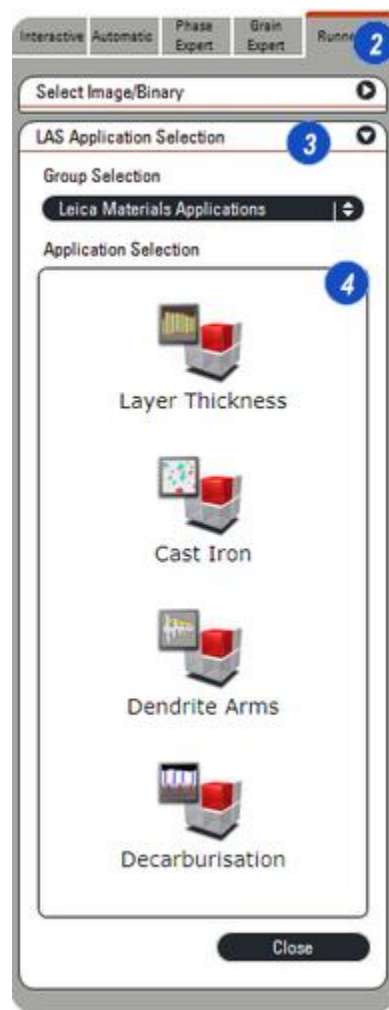 Interactive Automatic Phase Expert Grain Expert
2
Select Image/Binary
LAS Application Selection 3
Group Selection
Leica Materials Applications
Application Selection
4
Layer Thickness
Cast Iron
Dendrite Arms
Decarburisation
Close